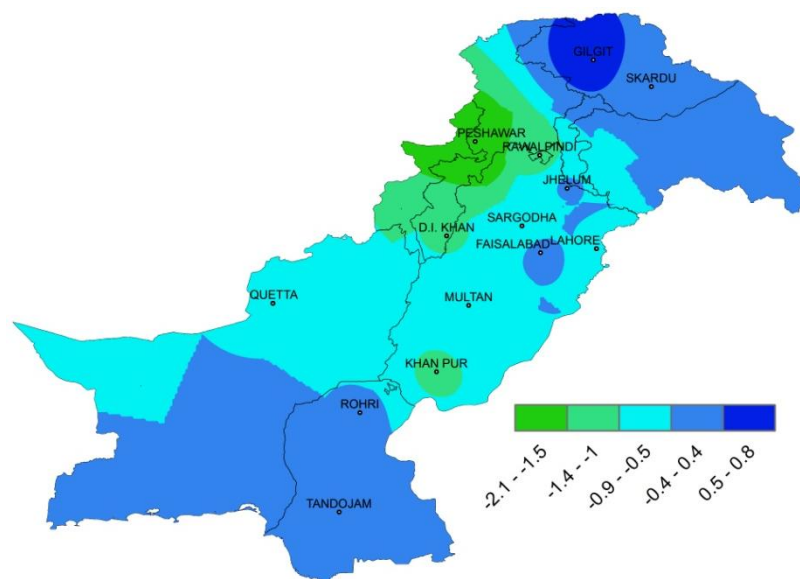 GILGIT
SKARDU
PESHAWAR
RAWALPINDI
JHELUM
SARGODHA
D.I. KHAN
FAISALABAD
LAHORE
QUETTA
MULTAN
KHAN PUR
ROHRI
TANDOJAM
-2.1 - -1.5
-1.4 - -1
-0.9 - -0.5
-0.4 - 0.4
0.5 - 0.8